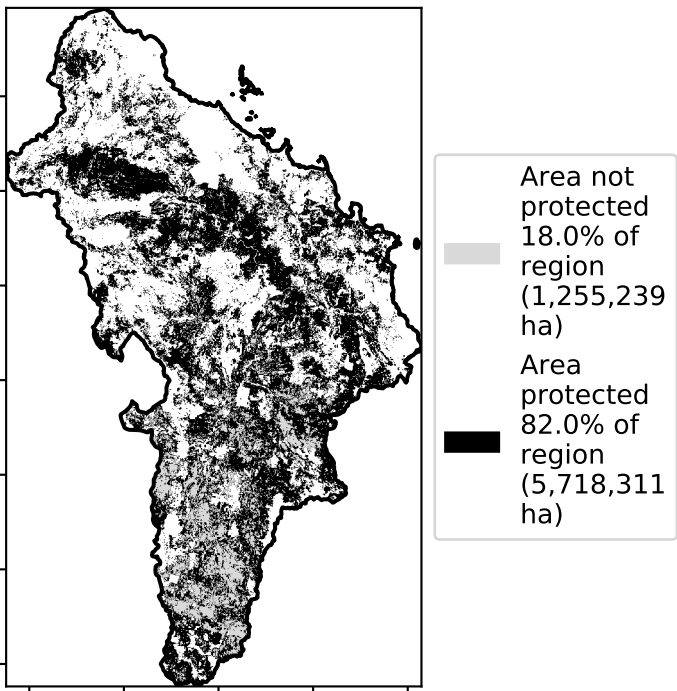 Area not
protected
18.0% of
region
(1,255,239
ha)
Area
protected
82.0% of
region
(5,718,311
ha)